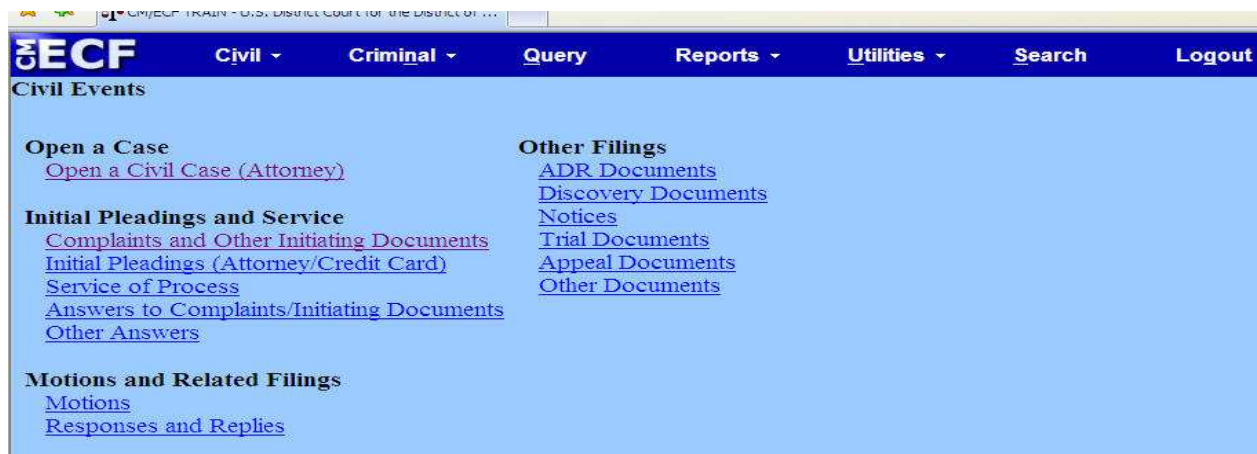 CM/ECF TRAIN - U.S. District Court for the District of ...
CM ECF Civil Criminal Query Reports Utilities Search Logout
Civil Events
Open a Case
Open a Civil Case (Attorney)
Initial Pleadings and Service
Complaints and Other Initiating Documents
Initial Pleadings (Attorney/Credit Card)
Service of Process
Answers to Complaints/Initiating Documents
Other Answers
Motions and Related Filings
Motions
Responses and Replies
Other Filings
ADR Documents
Discovery Documents
Notices
Trial Documents
Appeal Documents
Other Documents